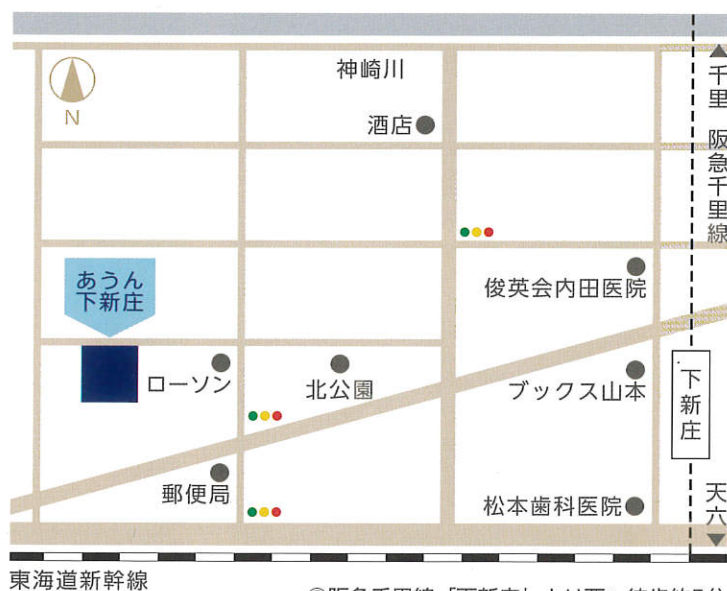 神崎川
N
酒店
千里
阪急千里線
あうん
下新庄
俊英会内田医院
ローソン
北公園
ブックス山本
下新庄
郵便局
松本歯科医院
天六
東海道新幹線